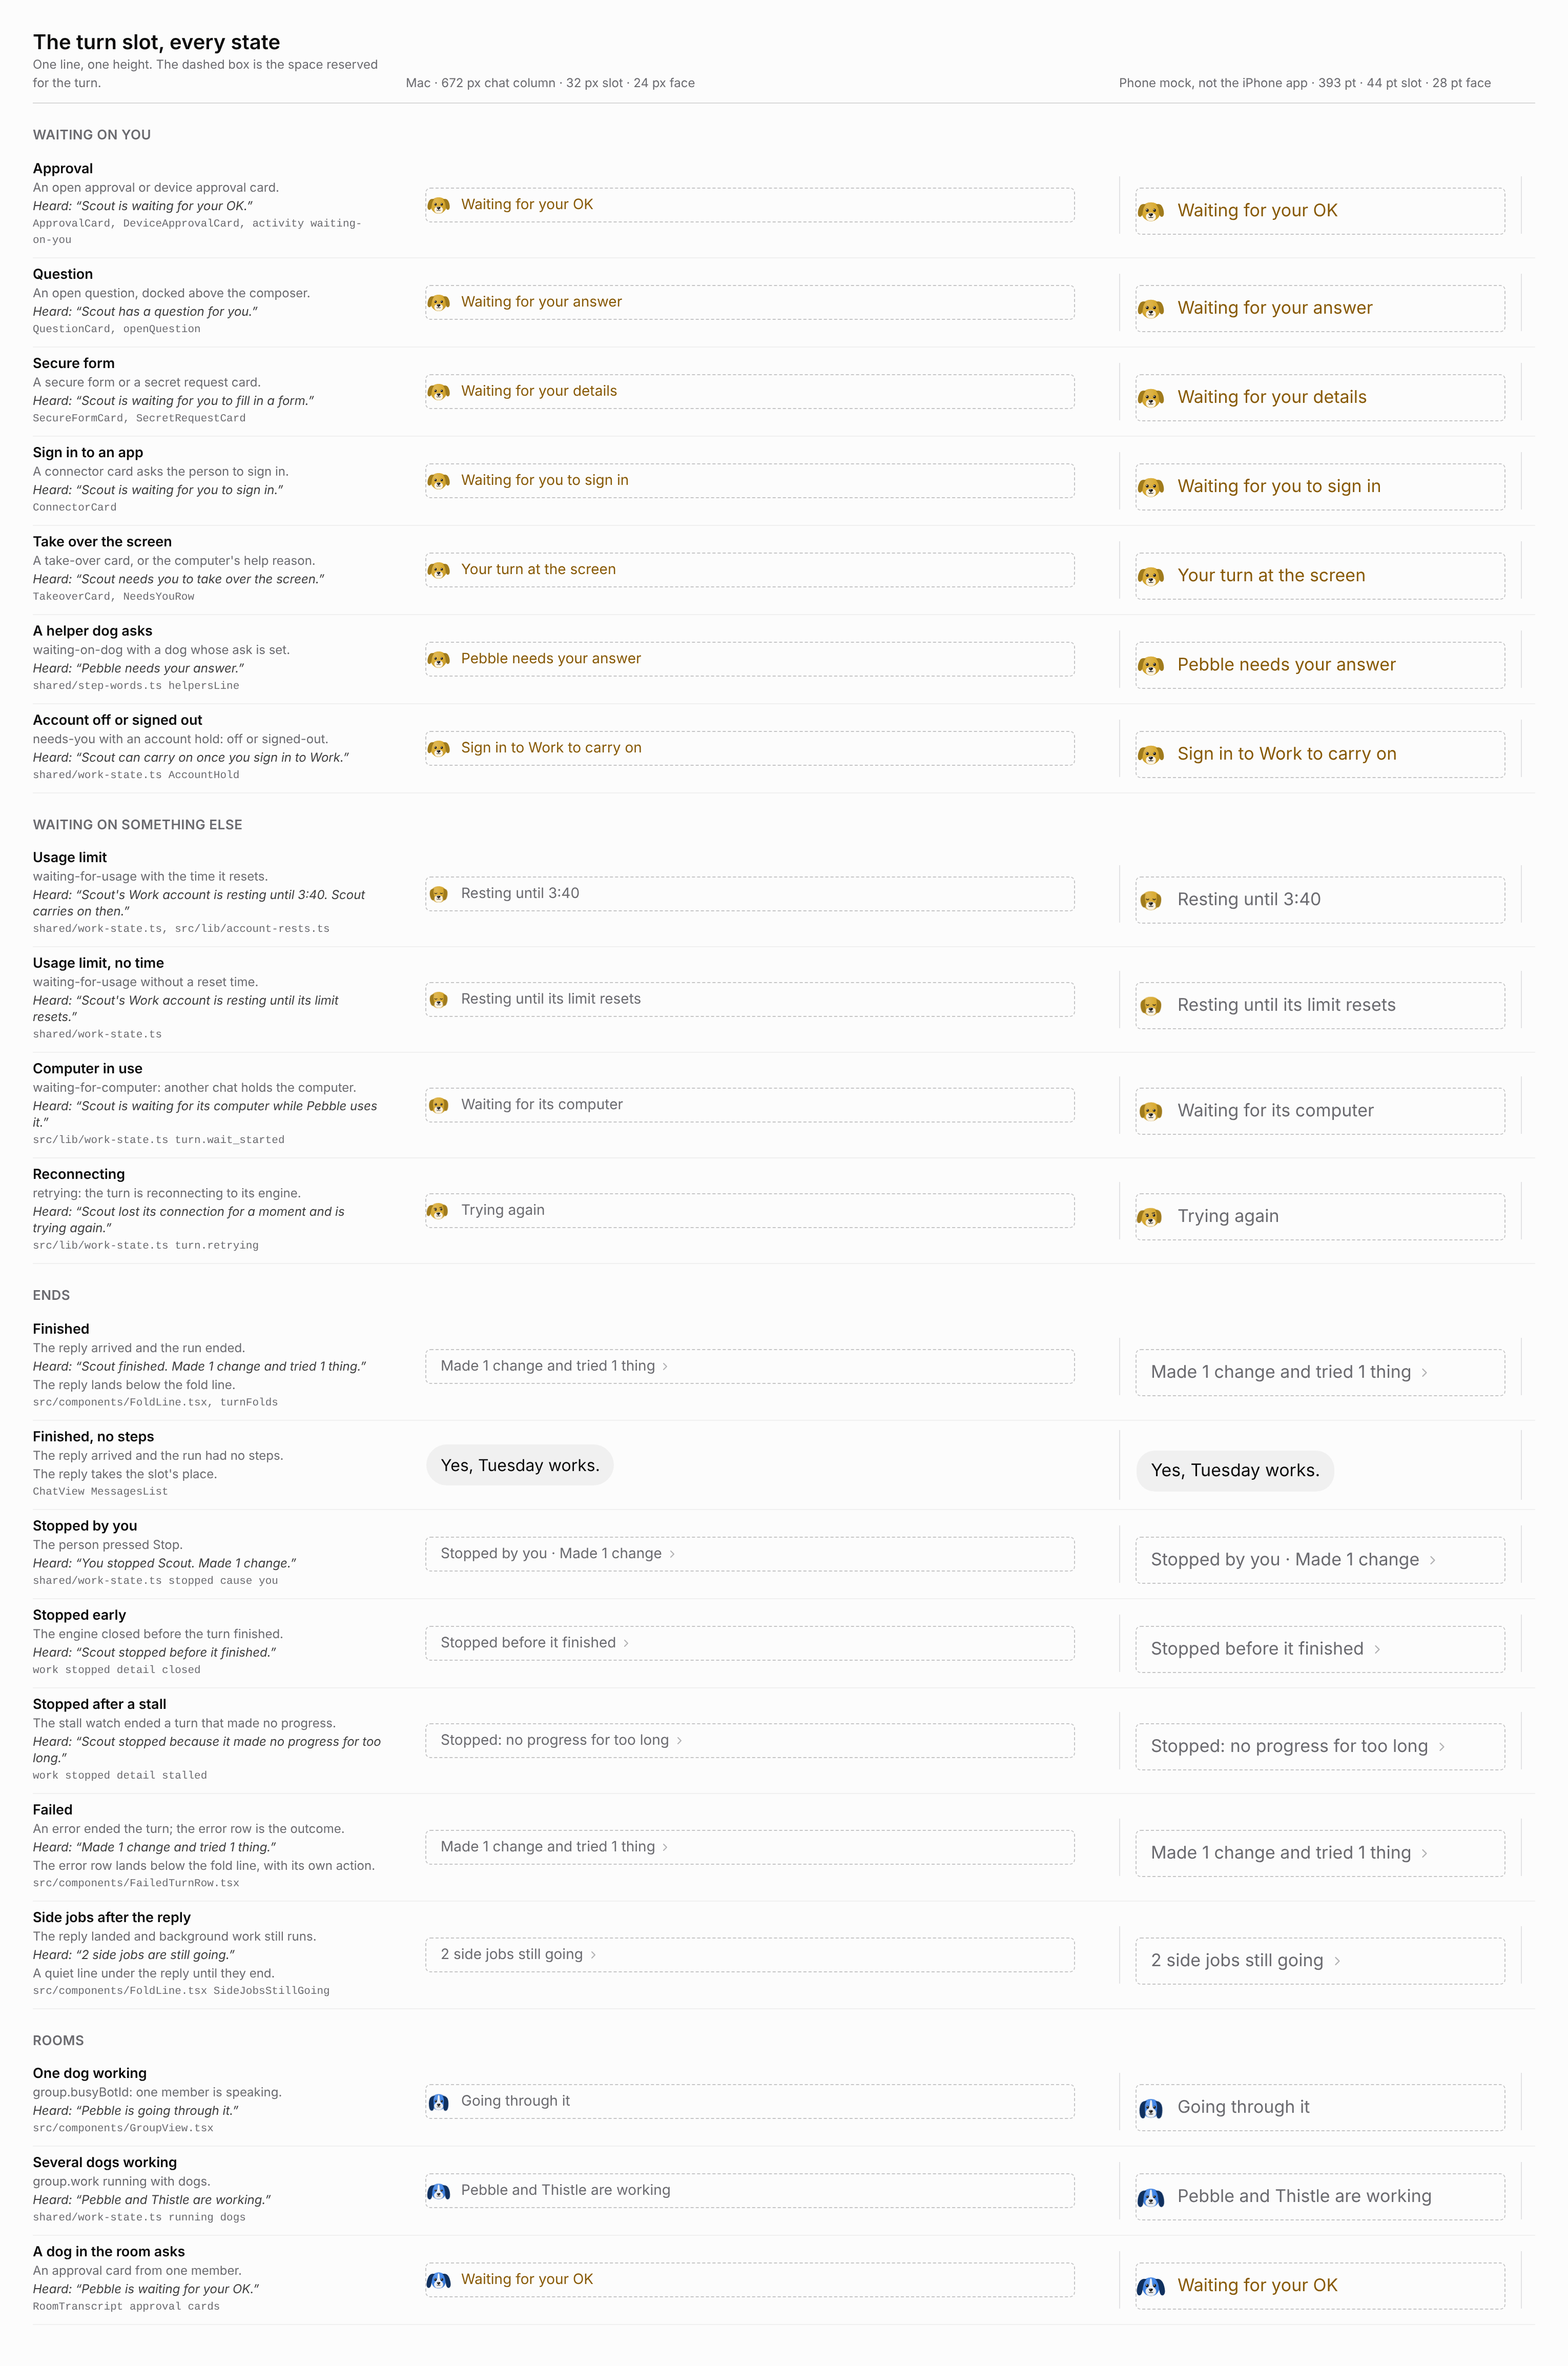 The turn slot, every state
One line, one height. The dashed box is the space reserved
for the turn.
Mac · 672 px chat column · 32 px slot · 24 px face
Phone mock, not the iPhone app · 393 pt · 44 pt slot · 28 pt face
WAITING ON YOU
Approval
An open approval or device approval card.
Heard: “Scout is waiting for your OK.”
ApprovalCard, DeviceApprovalCard, activity waiting-
on-you
Waiting for your OK
Waiting for your OK
Question
An open question, docked above the composer.
Heard: “Scout has a question for you.”
QuestionCard, openQuestion
Waiting for your answer
Waiting for your answer
Secure form
A secure form or a secret request card.
Heard: “Scout is waiting for you to fill in a form.”
SecureFormCard, SecretRequestCard
Waiting for your details
Waiting for your details
Sign in to an app
A connector card asks the person to sign in.
Heard: “Scout is waiting for you to sign in.”
ConnectorCard
Waiting for you to sign in
Waiting for you to sign in
Take over the screen
A take-over card, or the computer's help reason.
Heard: “Scout needs you to take over the screen.”
TakeoverCard, NeedsYouRow
Your turn at the screen
Your turn at the screen
A helper dog asks
waiting-on-dog with a dog whose ask is set.
Heard: “Pebble needs your answer.”
shared/step-words.ts helpersLine
Pebble needs your answer
Pebble needs your answer
Account off or signed out
needs-you with an account hold: off or signed-out.
Heard: “Scout can carry on once you sign in to Work.”
shared/work-state.ts AccountHold
Sign in to Work to carry on
Sign in to Work to carry on
WAITING ON SOMETHING ELSE
Usage limit
waiting-for-usage with the time it resets.
Heard: “Scout's Work account is resting until 3:40. Scout
carries on then.”
shared/work-state.ts, src/lib/account-rests.ts
Resting until 3:40
Resting until 3:40
Usage limit, no time
waiting-for-usage without a reset time.
Heard: “Scout's Work account is resting until its limit
resets.”
shared/work-state.ts
Resting until its limit resets
Resting until its limit resets
Computer in use
waiting-for-computer: another chat holds the computer.
Heard: “Scout is waiting for its computer while Pebble uses
it.”
src/lib/work-state.ts turn.wait_started
Waiting for its computer
Waiting for its computer
Reconnecting
retrying: the turn is reconnecting to its engine.
Heard: “Scout lost its connection for a moment and is
trying again.”
src/lib/work-state.ts turn.retrying
Trying again
Trying again
ENDS
Finished
The reply arrived and the run ended.
Heard: “Scout finished. Made 1 change and tried 1 thing.”
The reply lands below the fold line.
src/components/FoldLine.tsx, turnFolds
Made 1 change and tried 1 thing ›
Made 1 change and tried 1 thing ›
Finished, no steps
The reply arrived and the run had no steps.
The reply takes the slot's place.
ChatView MessagesList
Yes, Tuesday works.
Yes, Tuesday works.
Stopped by you
The person pressed Stop.
Heard: “You stopped Scout. Made 1 change.”
shared/work-state.ts stopped cause you
Stopped by you · Made 1 change ›
Stopped by you · Made 1 change ›
Stopped early
The engine closed before the turn finished.
Heard: “Scout stopped before it finished.”
work stopped detail closed
Stopped before it finished ›
Stopped before it finished ›
Stopped after a stall
The stall watch ended a turn that made no progress.
Heard: “Scout stopped because it made no progress for too
long.”
work stopped detail stalled
Stopped: no progress for too long ›
Stopped: no progress for too long ›
Failed
An error ended the turn; the error row is the outcome.
Heard: “Made 1 change and tried 1 thing.”
The error row lands below the fold line, with its own action.
src/components/FailedTurnRow.tsx
Made 1 change and tried 1 thing ›
Made 1 change and tried 1 thing ›
Side jobs after the reply
The reply landed and background work still runs.
Heard: “2 side jobs are still going.”
A quiet line under the reply until they end.
src/components/FoldLine.tsx SideJobsStillGoing
2 side jobs still going ›
2 side jobs still going ›
ROOMS
One dog working
group.busyBotId: one member is speaking.
Heard: “Pebble is going through it.”
src/components/GroupView.tsx
Going through it
Going through it
Several dogs working
group.work running with dogs.
Heard: “Pebble and Thistle are working.”
shared/work-state.ts running dogs
Pebble and Thistle are working
Pebble and Thistle are working
A dog in the room asks
An approval card from one member.
Heard: “Pebble is waiting for your OK.”
RoomTranscript approval cards
Waiting for your OK
Waiting for your OK